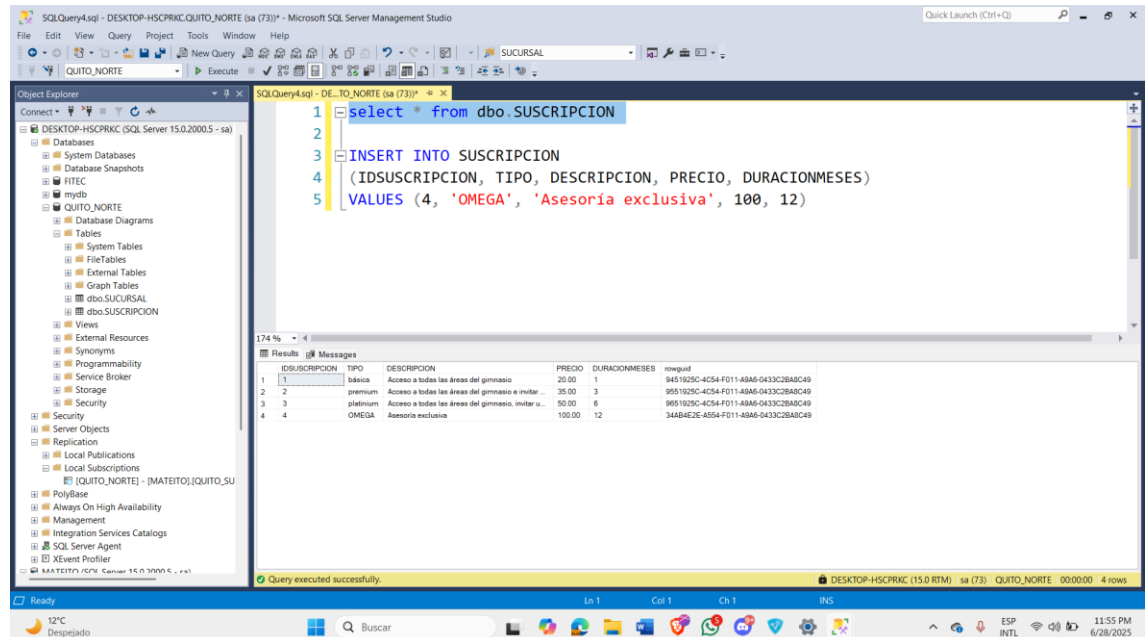 SQLQuery4.sql - DESKTOP-HSCPRKC.QUITO_NORTE (sa (73))* - Microsoft SQL Server Management Studio
Quick Launch (Ctrl+Q)
File Edit View Query Project Tools Window Help
New Query
SUCURSAL
QUITO_NORTE
Execute
Object Explorer
SQLQuery4.sql - DE...TO_NORTE (sa (73))*
Connect
DESKTOP-HSCPRKC (SQL Server 15.0.2000.5 - sa)
Databases
System Databases
Database Snapshots
FITEC
mydb
QUITO_NORTE
Database Diagrams
Tables
System Tables
FileTables
External Tables
Graph Tables
dbo.SUCURSAL
dbo.SUSCRIPCION
Views
External Resources
Synonyms
Programmability
Service Broker
Storage
Security
Security
Server Objects
Replication
Local Publications
Local Subscriptions
[QUITO_NORTE] - [MATEITO].[QUITO_SU
PolyBase
Always On High Availability
Management
Integration Services Catalogs
SQL Server Agent
XEvent Profiler
MATEITO (SQL Server 15.0.2000.5 - sa)
1 select * from dbo.SUSCRIPCION
2
3 INSERT INTO SUSCRIPCION
4 (IDSUSCRIPCION, TIPO, DESCRIPCION, PRECIO, DURACIONMESES)
5 VALUES (4, 'OMEGA', 'Asesoría exclusiva', 100, 12)
174 %
Results Messages
IDSUSCRIPCION TIPO DESCRIPCION PRECIO DURACIONMESES rowguid
1 1 básica Acceso a todas las áreas del gimnasio 20.00 1 9451925C-4C54-F011-A9A6-0433C2BA8C49
2 2 premium Acceso a todas las áreas del gimnasio e invitar ... 35.00 3 9551925C-4C54-F011-A9A6-0433C2BA8C49
3 3 platinium Acceso a todas las áreas del gimnasio, invitar u... 50.00 6 9651925C-4C54-F011-A9A6-0433C2BA8C49
4 4 OMEGA Asesoría exclusiva 100.00 12 34AB4E2E-A554-F011-A9A6-0433C2BA8C49
Query executed successfully.
DESKTOP-HSCPRKC (15.0 RTM) sa (73) QUITO_NORTE 00:00:00 4 rows
Ready
Ln 1 Col 1 Ch 1 INS
12°C
Despejado
Buscar
ESP
INTL
11:55 PM
6/28/2025